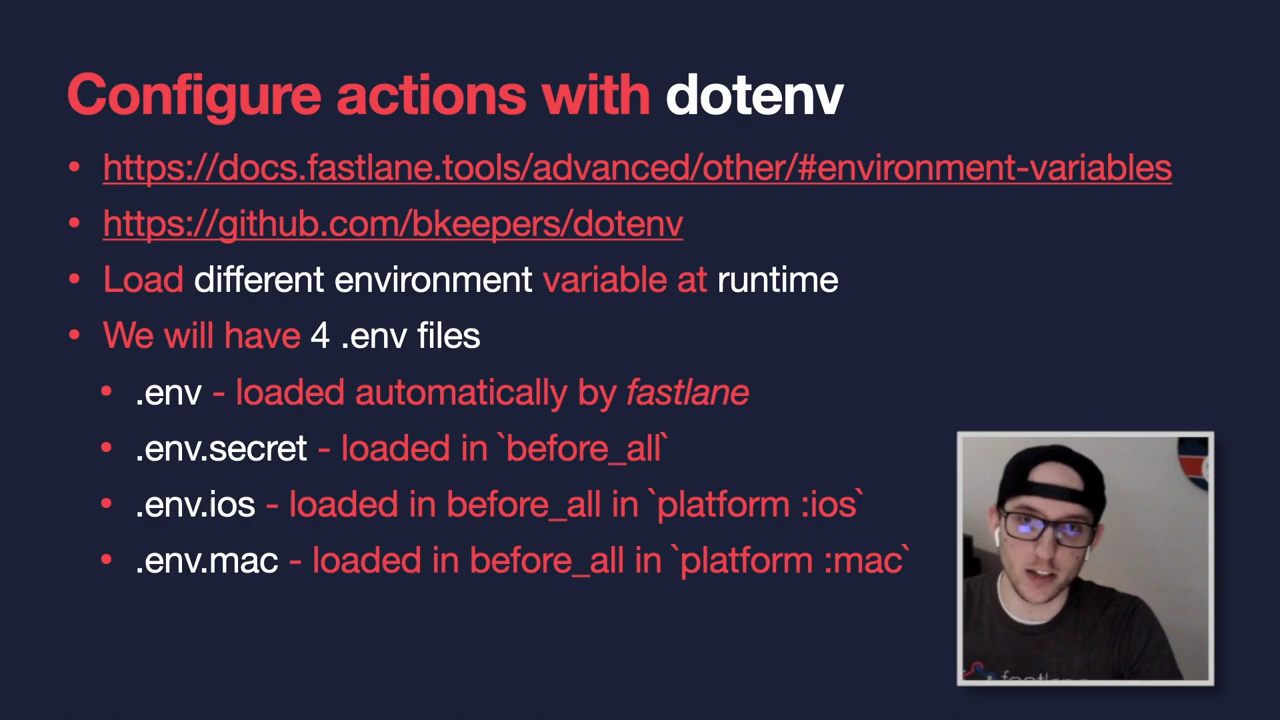 Configure actions with dotenv
• https://docs.fastlane.tools/advanced/other/#environment-variables
• https://github.com/bkeepers/dotenv
• Load different environment variable at runtime
• We will have 4 .env files
• .env - loaded automatically by fastlane
• .env.secret - loaded in `before_all`
• .env.ios - loaded in before_all in `platform :ios`
• .env.mac - loaded in before_all in `platform :mac`
fastlane